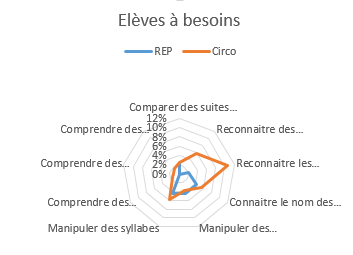 Elèves à besoins
REP Circo
Comparer des suites...
12%
10%
8%
6%
4%
2%
0%
Reconnaitre des...
Reconnaitre les...
Connaitre le nom des...
Manipuler des...
Manipuler des syllabes
Comprendre des...
Comprendre des...
Comprendre des...